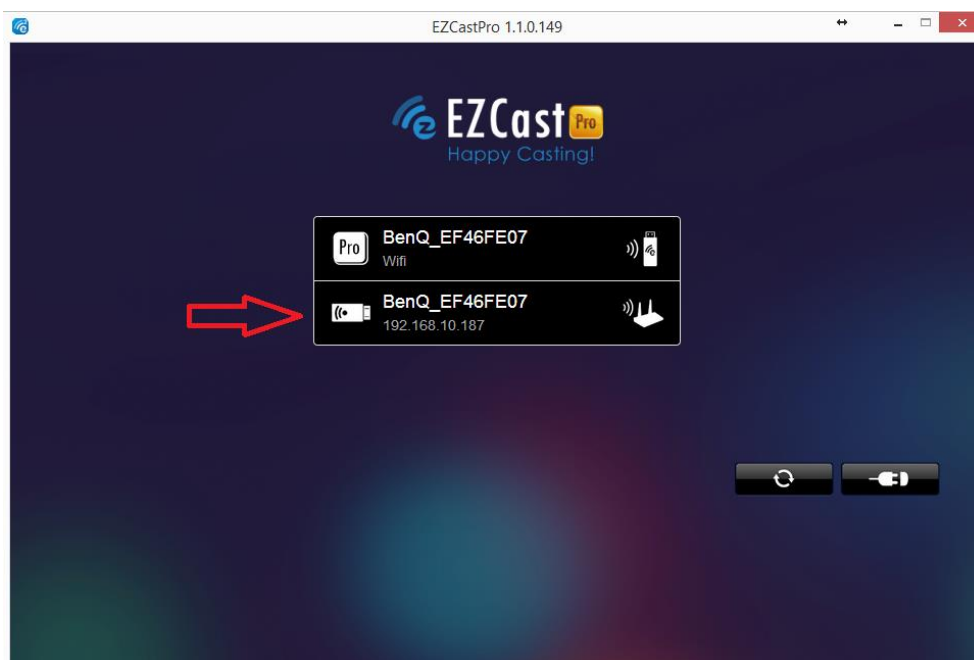 EZCastPro 1.1.0.149
EZCast Pro
Happy Casting!
Pro
BenQ_EF46FE07
Wifi
BenQ_EF46FE07
192.168.10.187